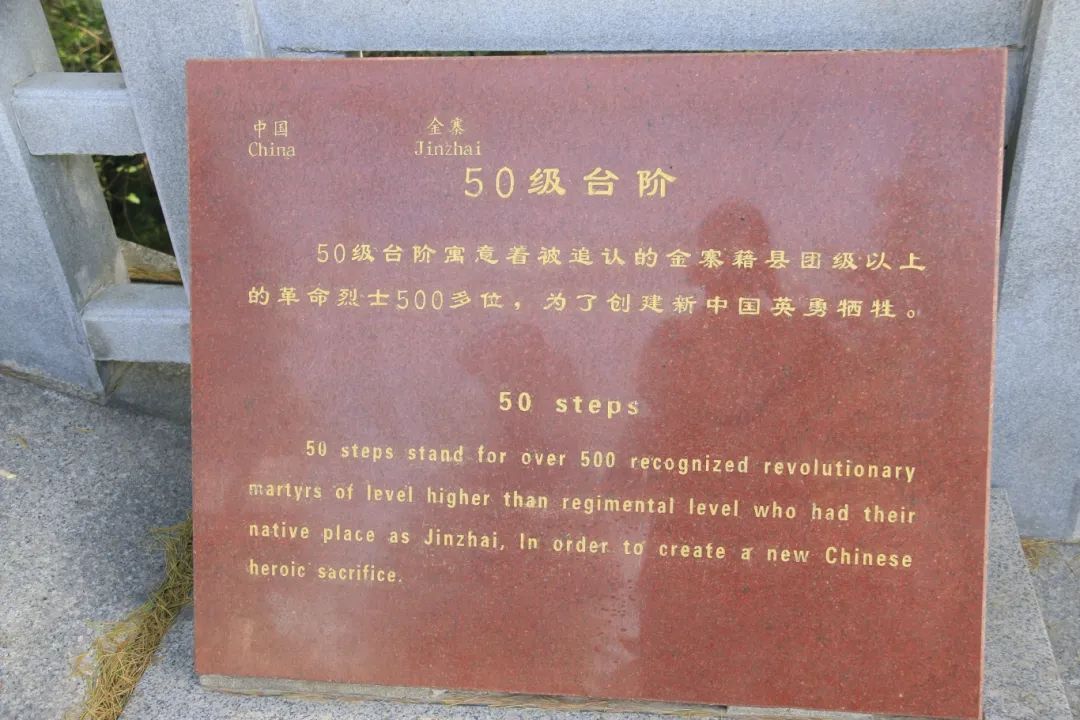 中国 金寨
China Jinzhai
50级台阶
50级台阶寓意着被追认的金寨藉县团级以上
的革命烈士500多位，为了创建新中国英勇牺牲。
50 steps
50 steps stand for over 500 recognized revolutionary
martyrs of level higher than regimental level who had their
native place as Jinzhai, In order to create a new Chinese
heroic sacrifice.